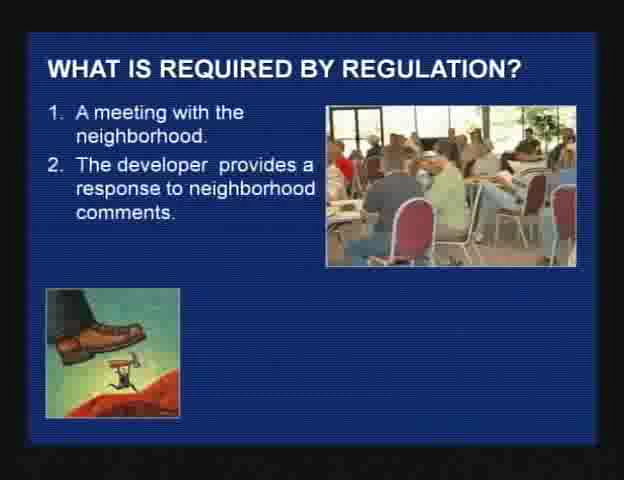 WHAT IS REQUIRED BY REGULATION?
1. A meeting with the
neighborhood.
2. The developer provides a
response to neighborhood
comments.